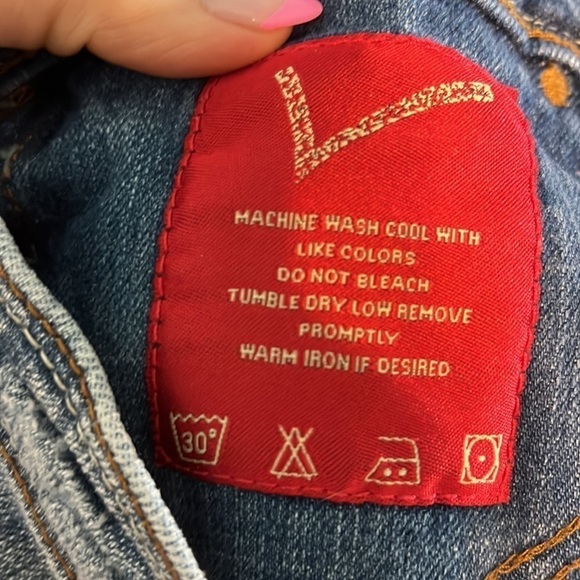 MACHINE WASH COOL WITH
LIKE COLORS
DO NOT BLEACH
TUMBLE DRY LOW REMOVE
PROMPTLY
WARM IRON IF DESIRED
30°